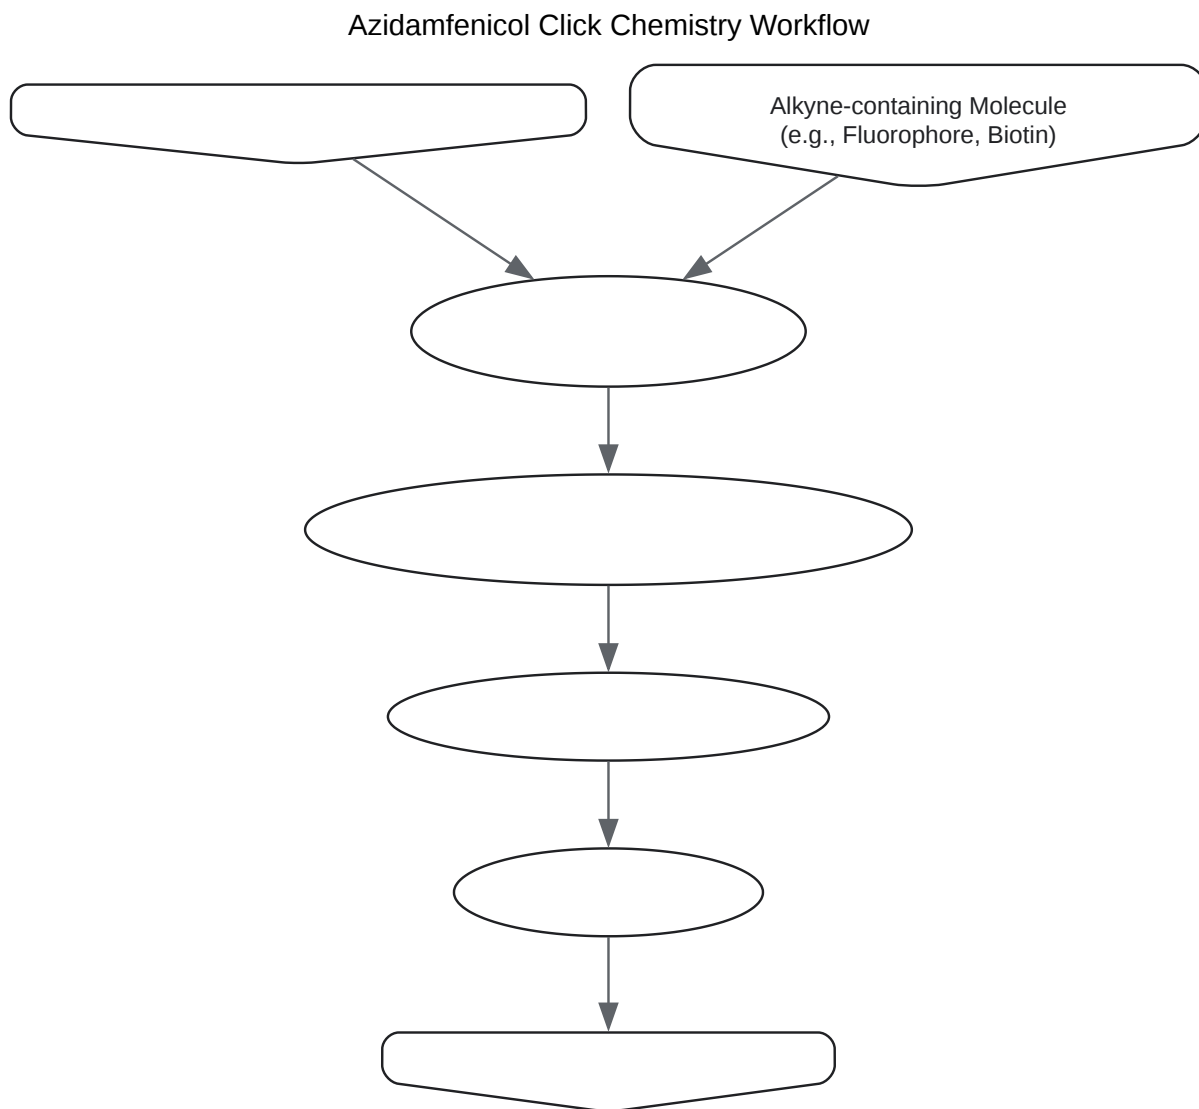 Azidamfenicol Click Chemistry Workflow
Alkyne-containing Molecule
(e.g., Fluorophore, Biotin)